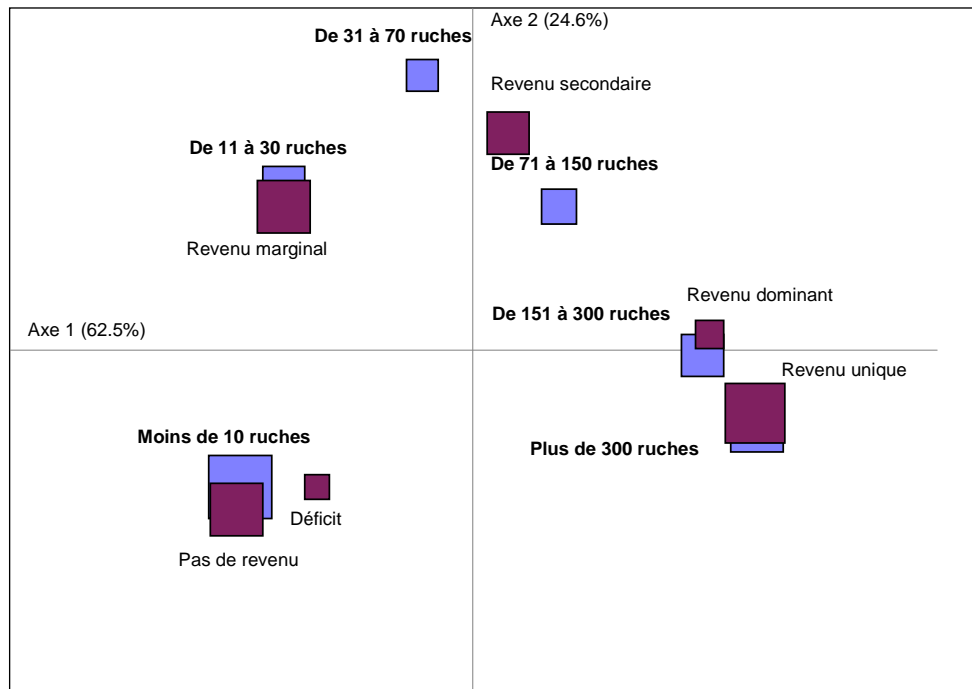 Axe 2 (24.6%)
De 31 à 70 ruches
Revenu secondaire
De 11 à 30 ruches
De 71 à 150 ruches
Revenu marginal
Revenu dominant
De 151 à 300 ruches
Axe 1 (62.5%)
Revenu unique
Moins de 10 ruches
Plus de 300 ruches
Déficit
Pas de revenu